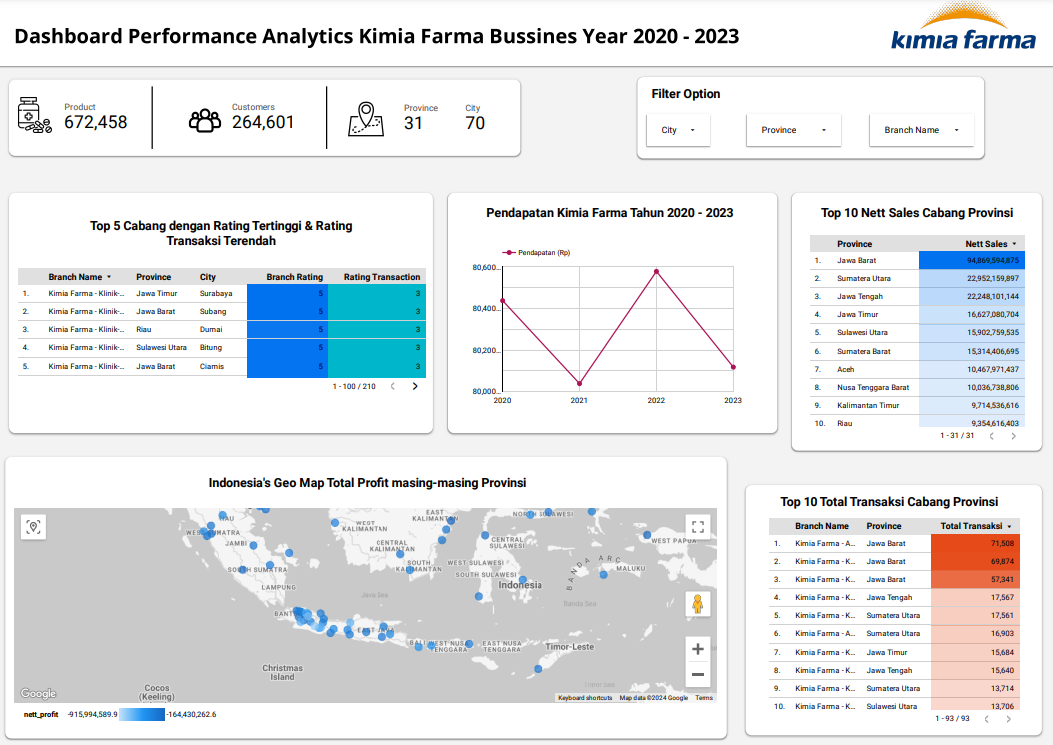 Dashboard Performance Analytics Kimia Farma Bussines Year 2020 - 2023
kimia farma
Product
672,458
Customers
264,601
Province
31
City
70
Filter Option
City
Province
Branch Name
Top 5 Cabang dengan Rating Tertinggi & Rating
Transaksi Terendah
Branch Name Province City Branch Rating Rating Transaction
1. Kimia Farma - Klinik-... Jawa Timur Surabaya 5 3
2. Kimia Farma - Klinik-... Jawa Barat Subang 5 3
3. Kimia Farma - Klinik-... Riau Dumai 5 3
4. Kimia Farma - Klinik-... Sulawesi Utara Bitung 5 3
5. Kimia Farma - Klinik-... Jawa Barat Ciamis 5 3
1 - 100 / 210
Pendapatan Kimia Farma Tahun 2020 - 2023
Pendapatan (Rp)
80,600...
80,400...
80,200...
80,000...
2020 2021 2022 2023
Top 10 Nett Sales Cabang Provinsi
Province Nett Sales
1. Jawa Barat 94,869,594,875
2. Sumatera Utara 22,952,159,897
3. Jawa Tengah 22,248,101,144
4. Jawa Timur 16,627,080,704
5. Sulawesi Utara 15,902,759,535
6. Sumatera Barat 15,314,406,695
7. Aceh 10,467,971,437
8. Nusa Tenggara Barat 10,036,738,806
9. Kalimantan Timur 9,714,536,616
10. Riau 9,354,616,403
1 - 31 / 31
Indonesia's Geo Map Total Profit masing-masing Provinsi
RIAU
WEST SUMATRA
JAMBI
SOUTH SUMATRA
LAMPUNG
BANTEN
WEST
KALIMANTAN
CENTRAL
KALIMANTAN
EAST
KALIMANTAN
SOUTH
KALIMANTAN
NORTH SULAWESI
CENTRAL
SULAWESI
WEST SULAWESI
SOUTH SULAWESI
Indonesia
BANDA ARC
MALUKU
WEST PAPUA
Java Sea
Banda Sea
EAST JAVA
BALI
WEST NUSA
TENGGARA
EAST NUSA
TENGGARA
Timor-Leste
Timor Sea
Christmas
Island
Cocos
(Keeling)
Google
Keyboard shortcuts Map data ©2024 Google Terms
nett_profit -915,994,589.9 -164,430,262.6
Top 10 Total Transaksi Cabang Provinsi
Branch Name Province Total Transaksi
1. Kimia Farma - A... Jawa Barat 71,508
2. Kimia Farma - K... Jawa Barat 69,874
3. Kimia Farma - K... Jawa Barat 57,341
4. Kimia Farma - K... Jawa Tengah 17,567
5. Kimia Farma - K... Sumatera Utara 17,561
6. Kimia Farma - A... Sumatera Utara 16,903
7. Kimia Farma - K... Jawa Timur 15,684
8. Kimia Farma - K... Jawa Tengah 15,640
9. Kimia Farma - K... Sumatera Utara 13,714
10. Kimia Farma - K... Sulawesi Utara 13,706
1 - 93 / 93